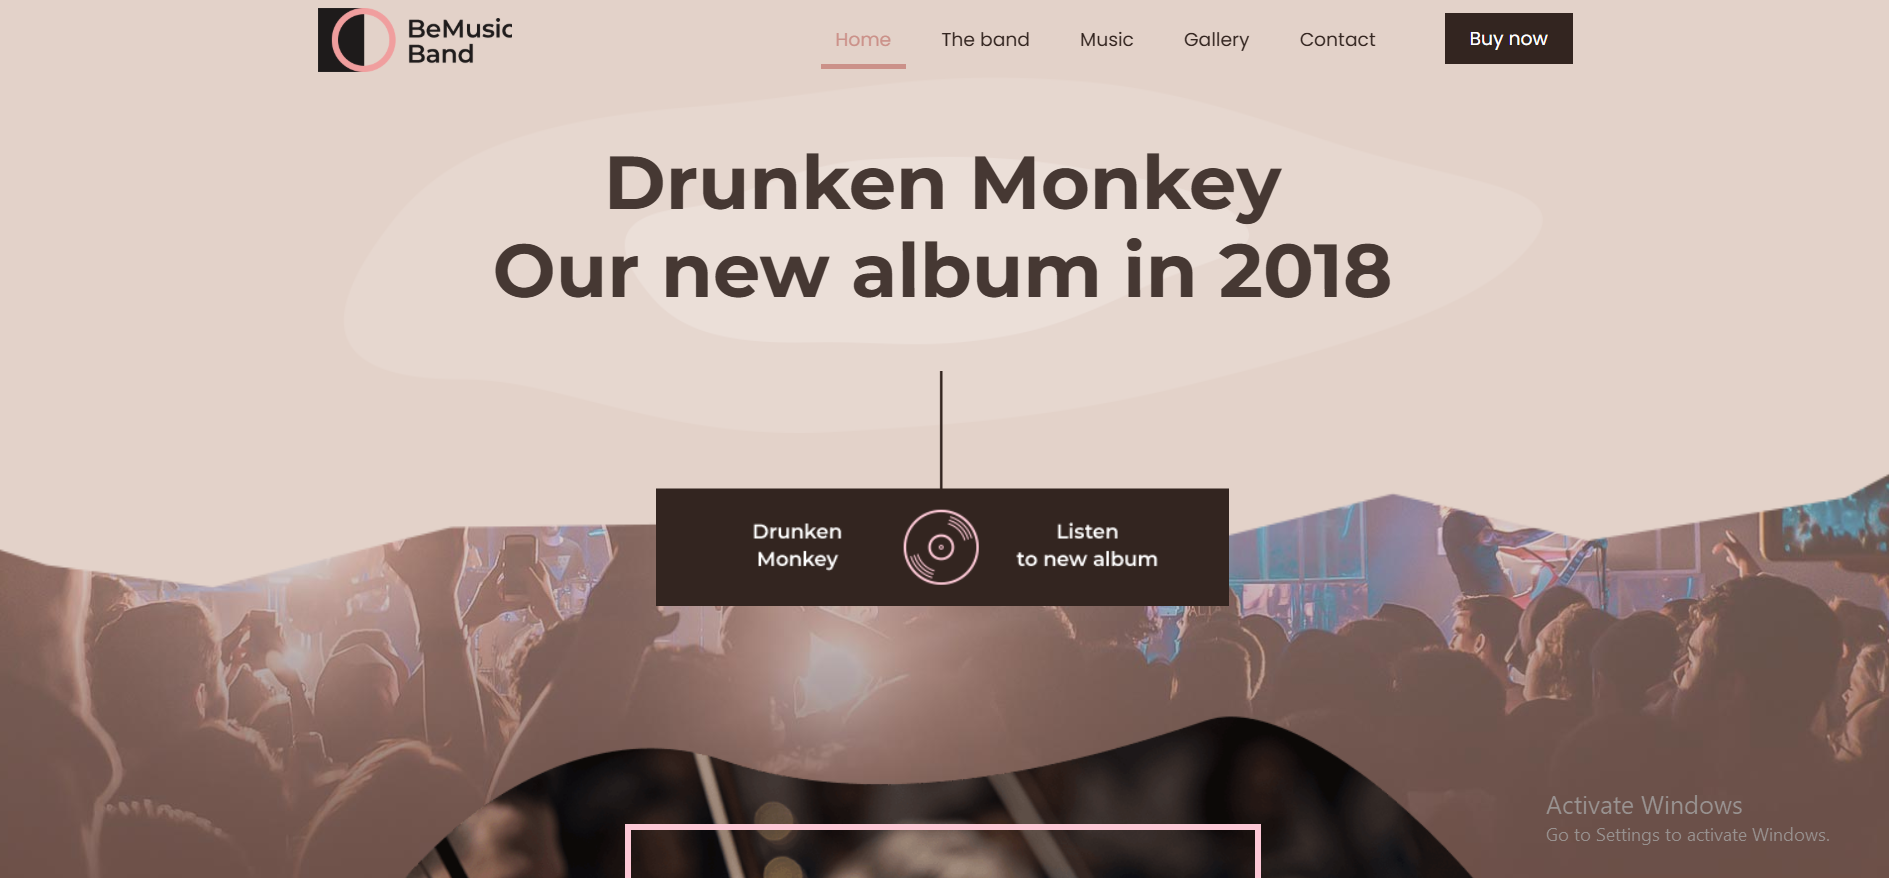 BeMusic
Band
Home
The band
Music
Gallery
Contact
Buy now
Drunken Monkey
Our new album in 2018
Drunken
Monkey
Listen
to new album
Activate Windows
Go to Settings to activate Windows.